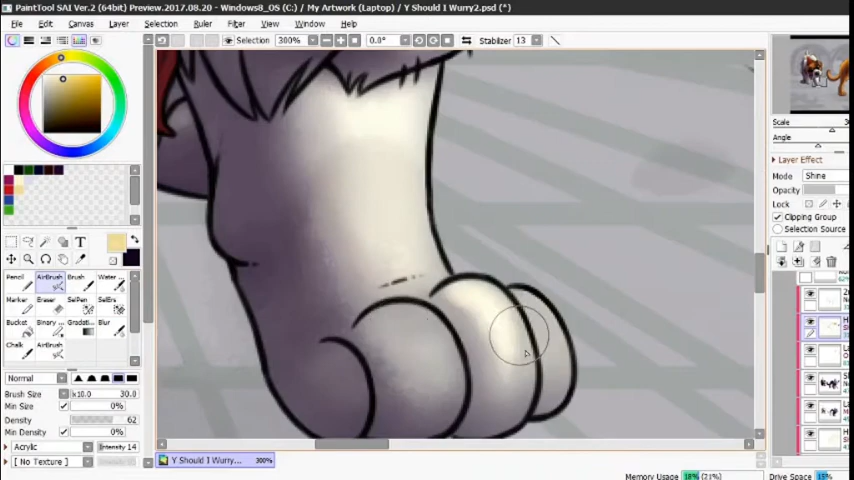 PaintTool SAI Ver.2 (64bit) Preview.2017.08.20 - Windows8_OS (C:) / My Artwork (Laptop) / Y Should I Wurry2.psd (*)
File Edit Canvas Layer Selection Ruler Filter View Window Help
Selection 300% 0.0° Stabilizer 13
Scale
Angle
Layer Effect
Mode Shine
Opacity
Lock
Clipping Group
Selection Source
T
Pencil AirBrush Brush Water ...
Marker Eraser SelPen SelErs
Bucket Binary ... Gradati... Blur
Chalk AirBrush
Normal
Brush Size x10.0 30.0
Min Size 0%
Density 62
Min Density 0%
Acrylic Intensity 14
[ No Texture ]
Y Should I Wurry... 300%
Memory Usage 18% (21%) Drive Space 15%